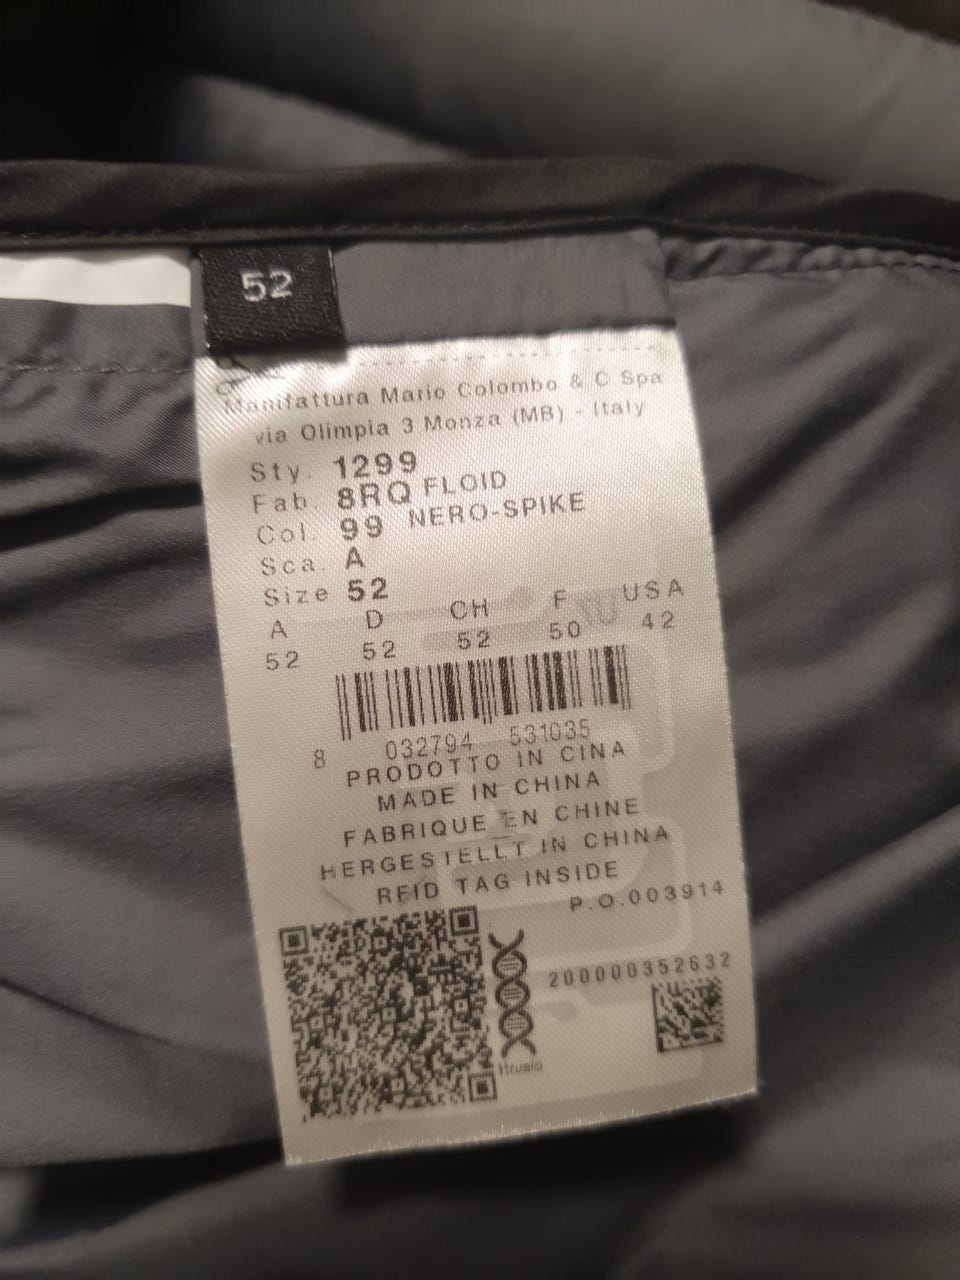 52
Manifattura Mario Colombo & C Spa
via Olimpia 3 Monza (MB) - Italy
Sty. 1299
Fab. 8RQ FLOID
Col. 99 NERO-SPIKE
Sca. A
Size 52
A D CH F USA
52 52 52 50 42
8 032794 531035
PRODOTTO IN CINA
MADE IN CHINA
FABRIQUE EN CHINE
HERGESTELLT IN CHINA
RFID TAG INSIDE
P.O.003914
200000352632